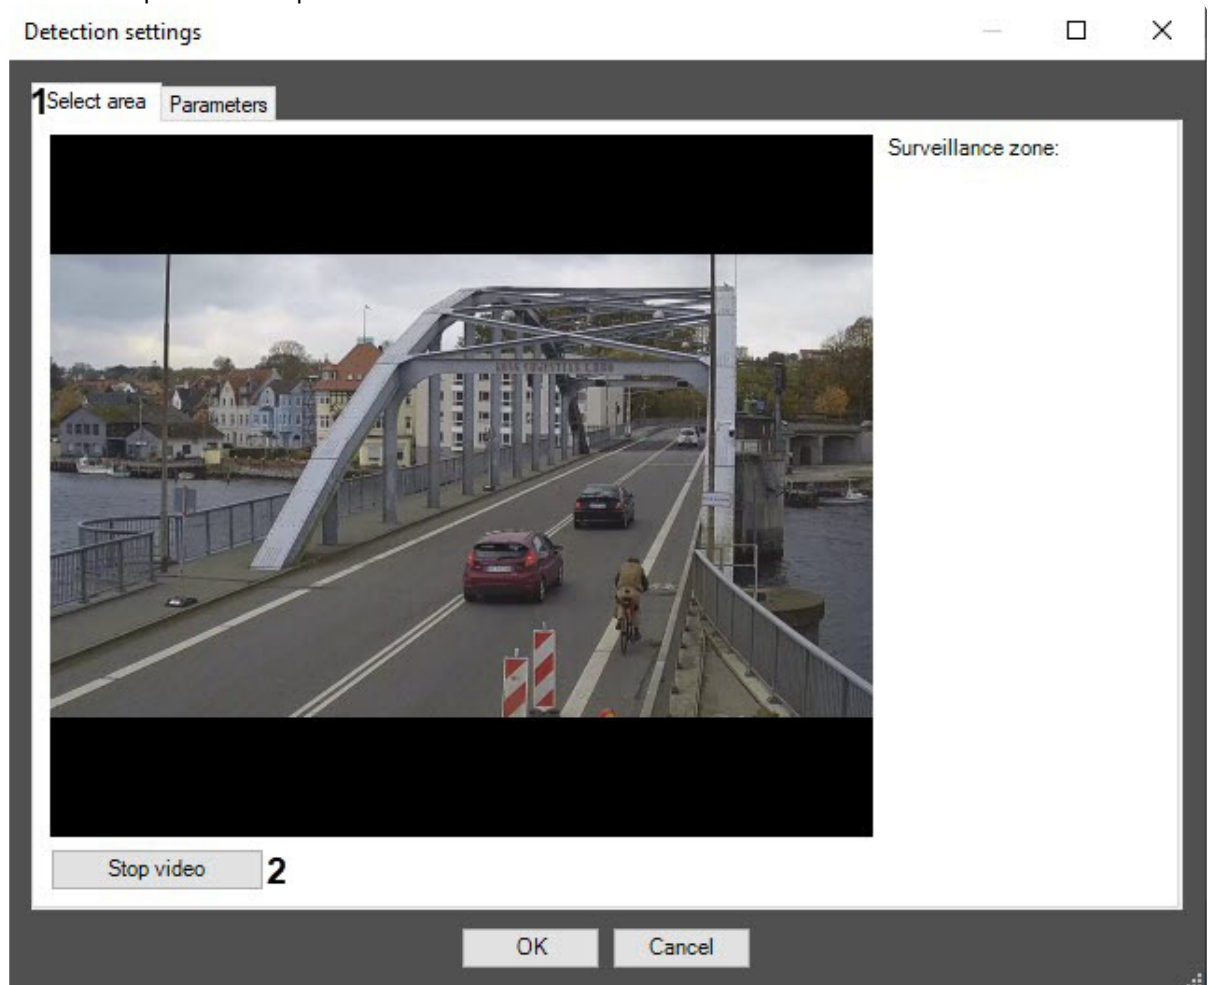 Detection settings
1 Select area
Parameters
Surveillance zone:
Stop video 2
OK
Cancel